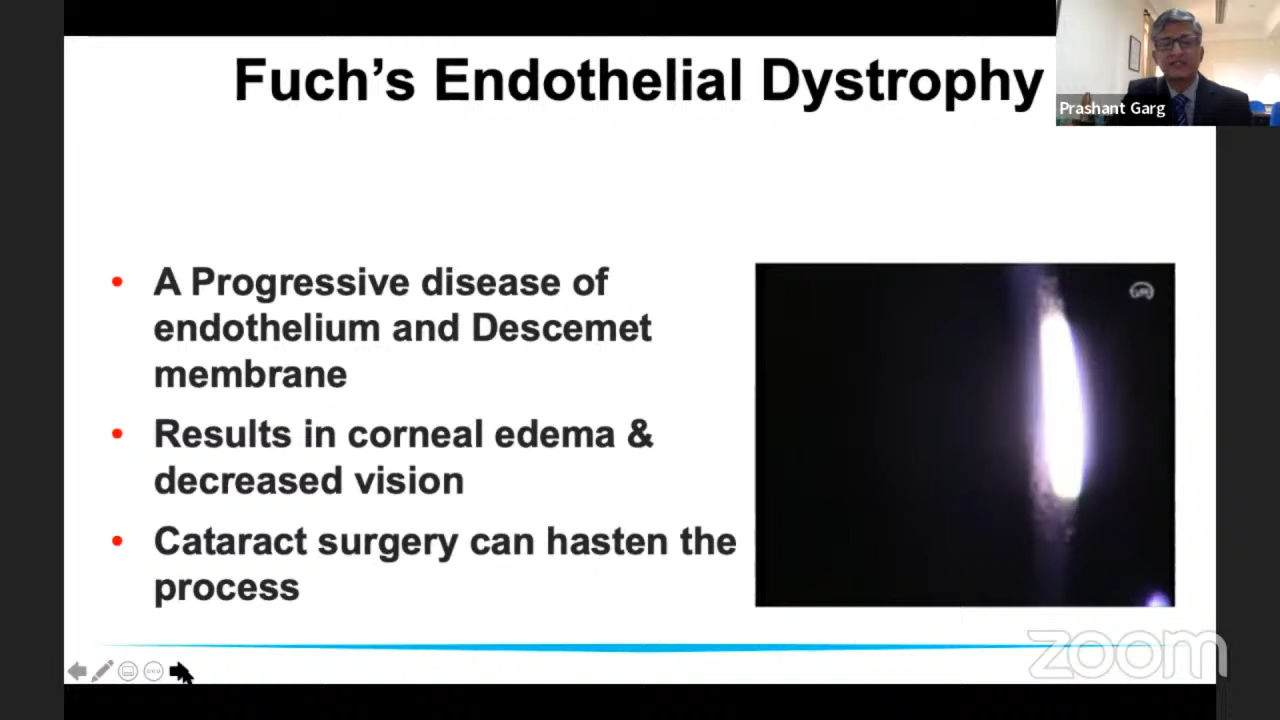 Fuch's Endothelial Dystrophy
Prashant Garg
• A Progressive disease of
endothelium and Descemet
membrane
• Results in corneal edema &
decreased vision
• Cataract surgery can hasten the
process
zoom